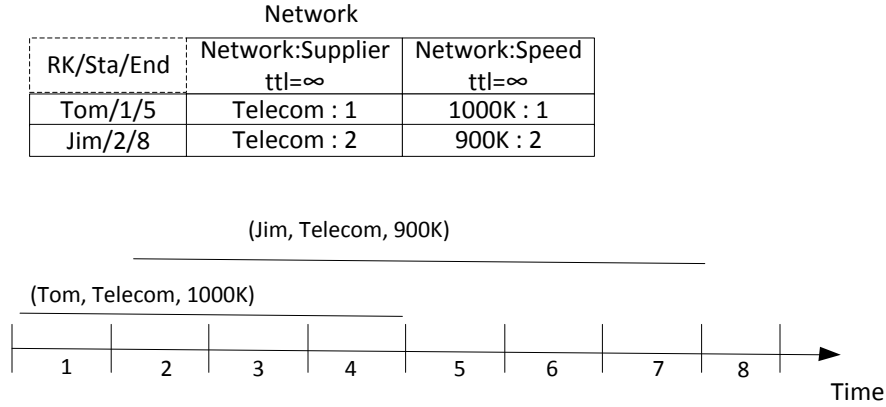 Network
RK/Sta/End Network:Supplier ttl=∞ Network:Speed ttl=∞
Tom/1/5 Telecom : 1 1000K : 1
Jim/2/8 Telecom : 2 900K : 2
(Jim, Telecom, 900K)
(Tom, Telecom, 1000K)
1 2 3 4 5 6 7 8
Time